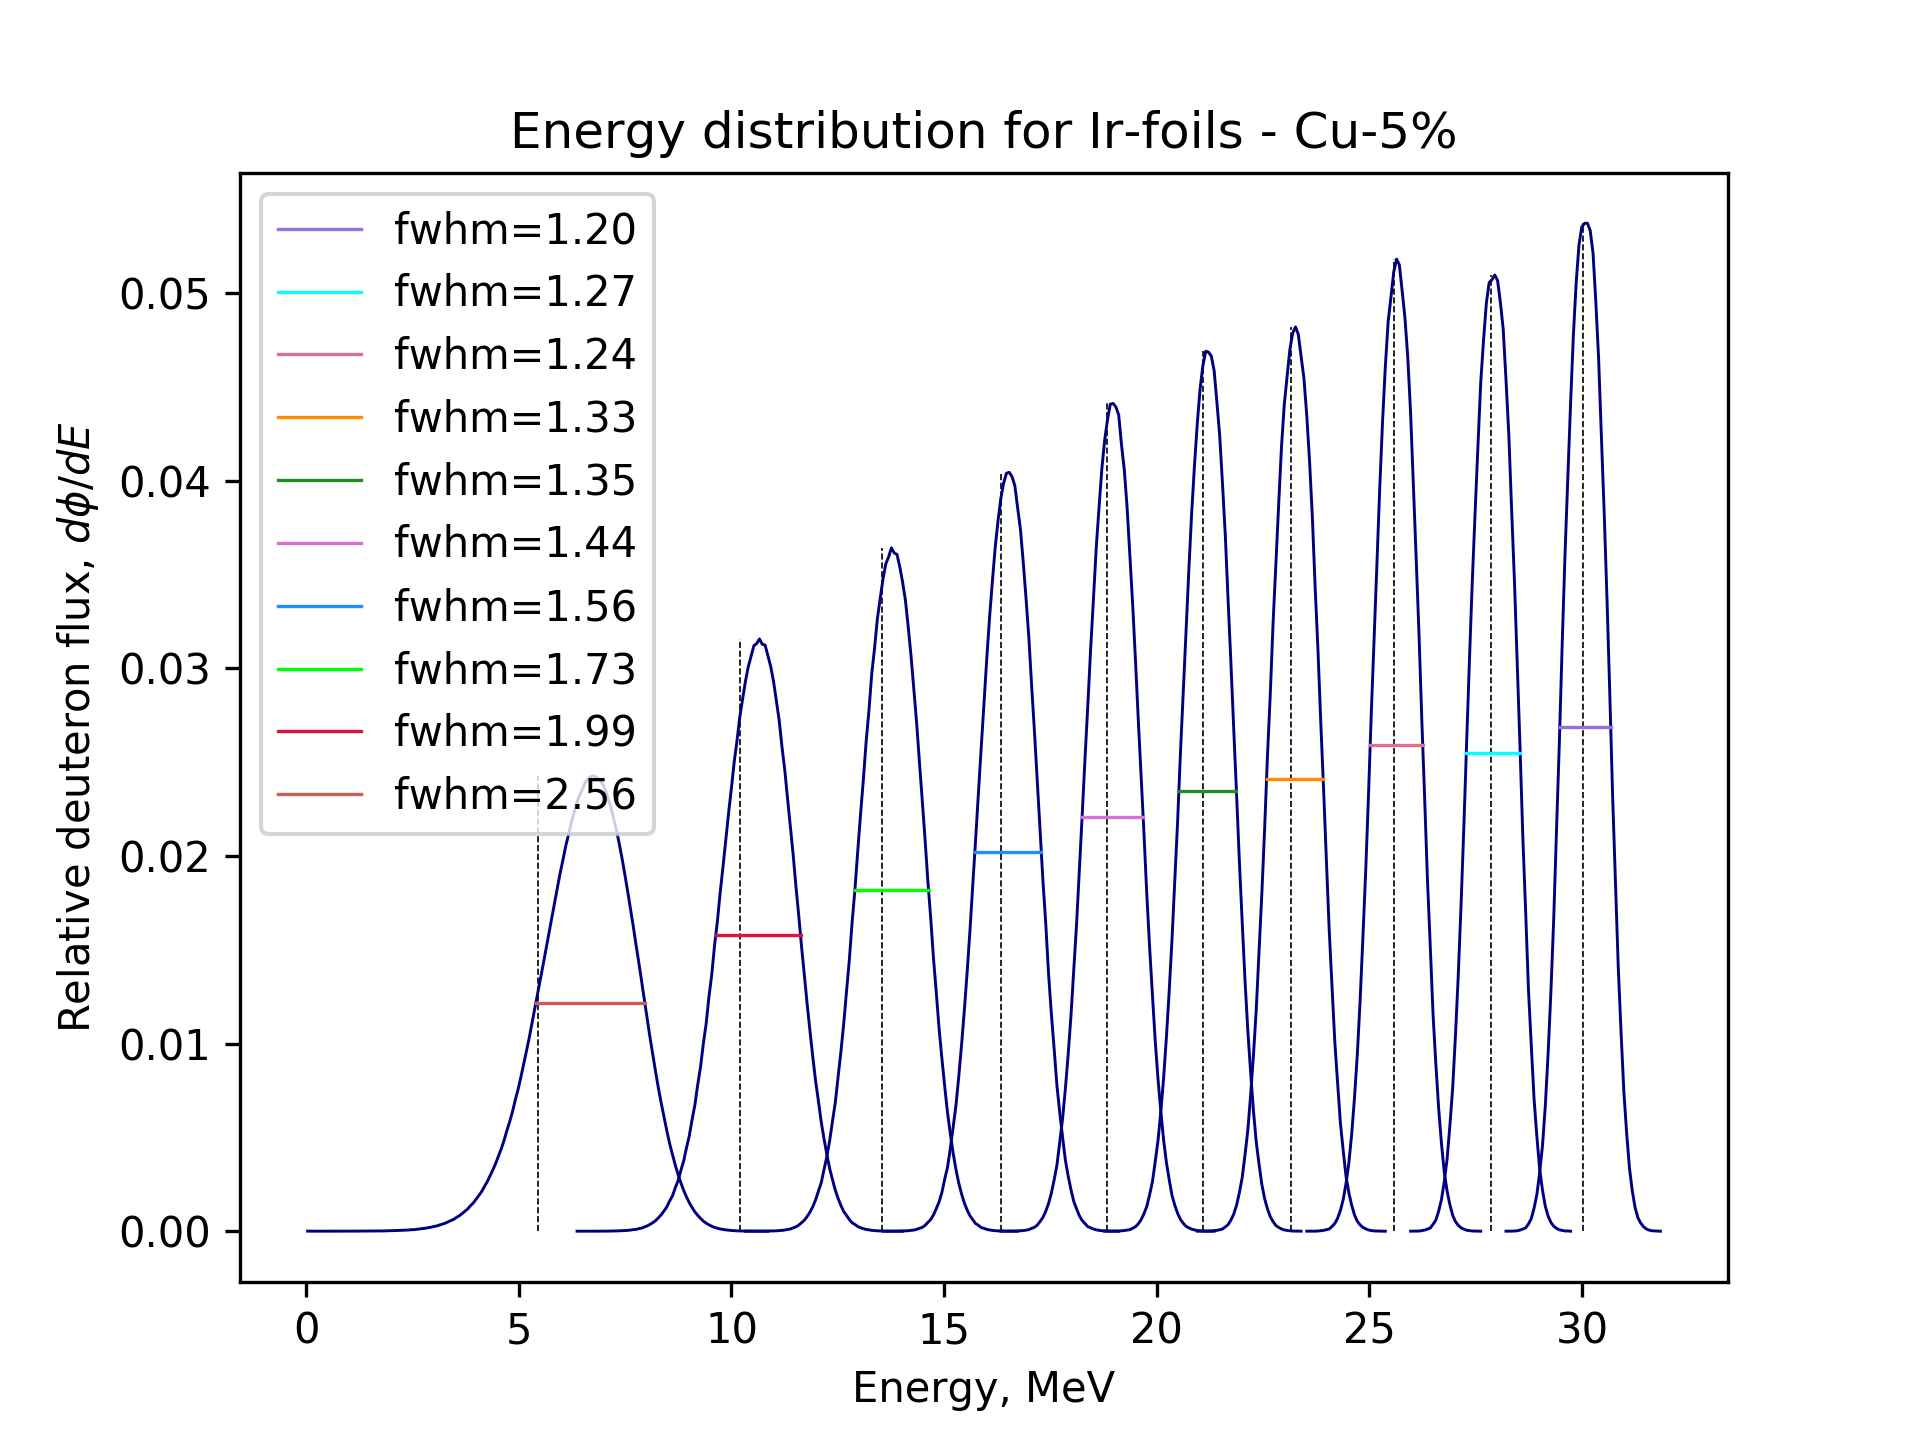 Energy distribution for Ir-foils - Cu-5%
fwhm=1.20
fwhm=1.27
fwhm=1.24
fwhm=1.33
fwhm=1.35
fwhm=1.44
fwhm=1.56
fwhm=1.73
fwhm=1.99
fwhm=2.56
Relative deuteron flux, dϕ/dE
0.05
0.04
0.03
0.02
0.01
0.00
0 5 10 15 20 25 30
Energy, MeV